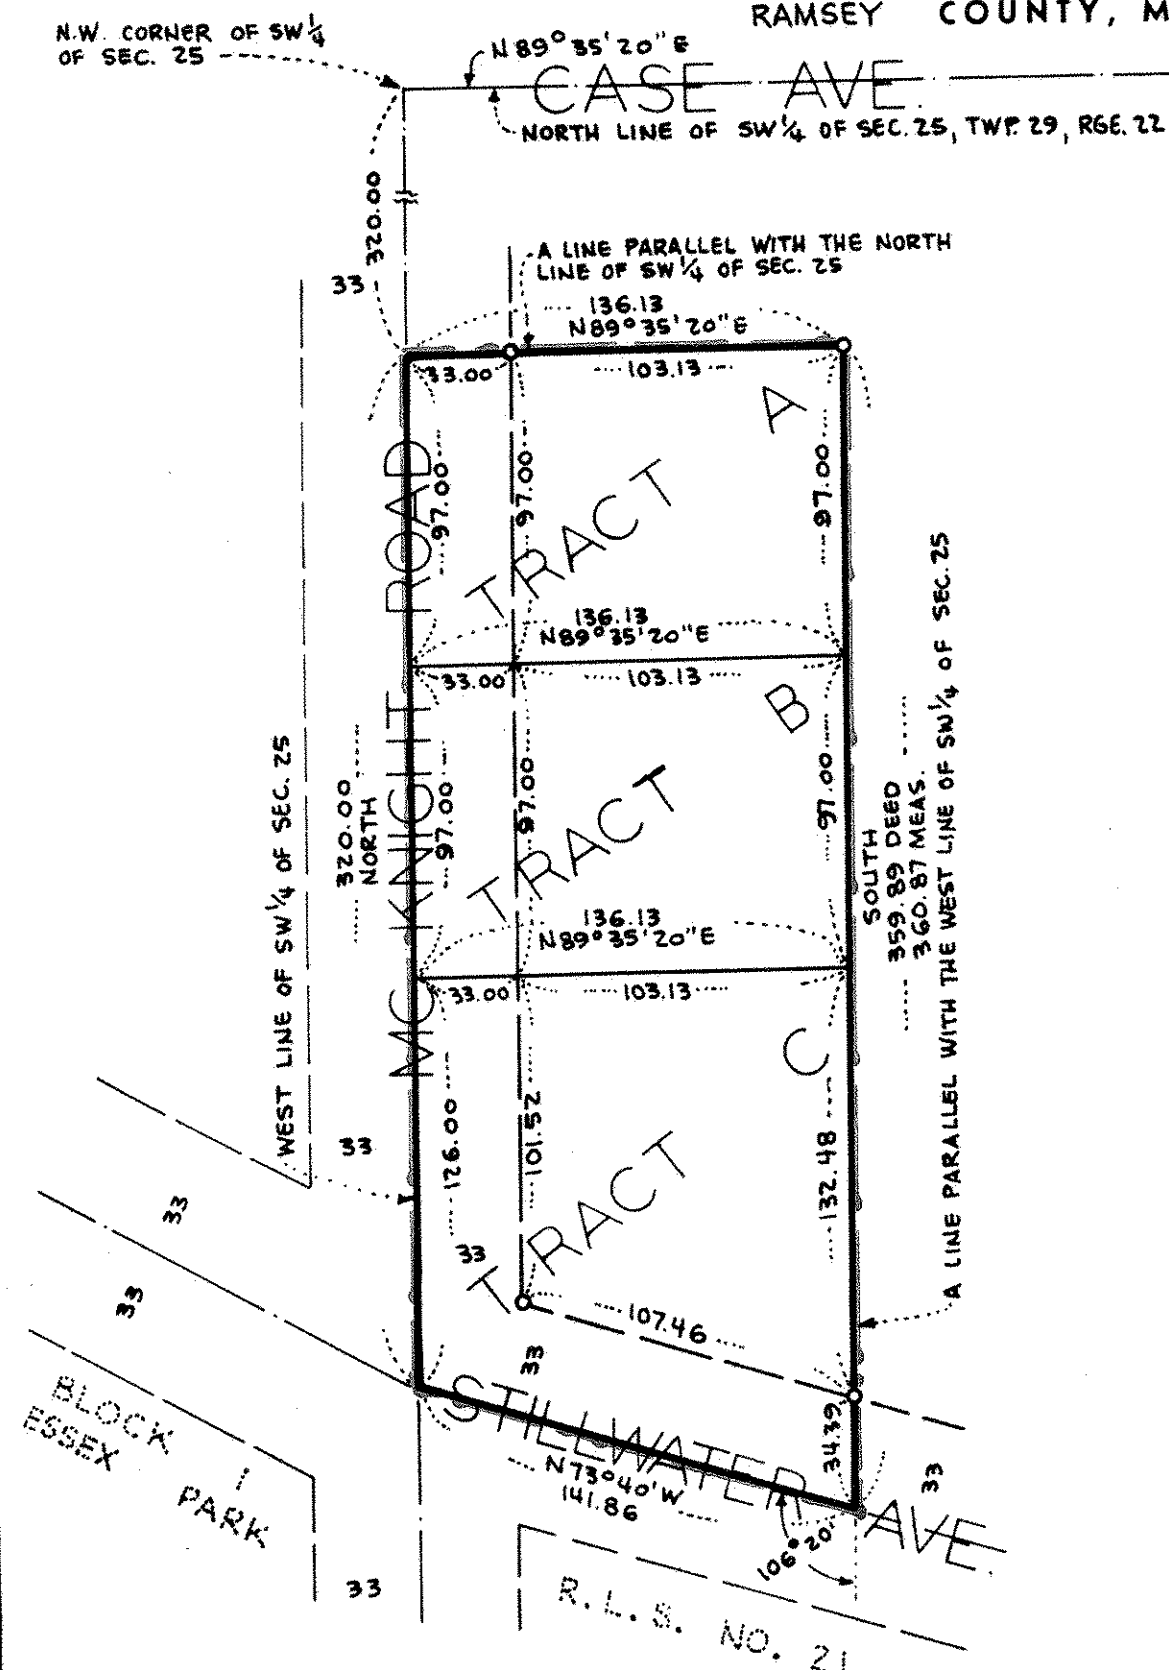 RAMSEY COUNTY, M
N.W. CORNER OF SW 1/4
OF SEC. 25
N 89° 35' 20" E
CASE AVE.
NORTH LINE OF SW 1/4 OF SEC. 25, TWP. 29, RGE. 22
320.00
33
A LINE PARALLEL WITH THE NORTH
LINE OF SW 1/4 OF SEC. 25
136.13
N 89° 35' 20" E
33.00
103.13
TRACT A
97.00
97.00
97.00
MC KNIGHT ROAD
136.13
N 89° 35' 20" E
33.00
103.13
TRACT B
97.00
97.00
97.00
WEST LINE OF SW 1/4 OF SEC. 25
320.00
NORTH
SOUTH
359.89 DEED
360.87 MEAS.
A LINE PARALLEL WITH THE WEST LINE OF SW 1/4 OF SEC. 25
136.13
N 89° 35' 20" E
33.00
103.13
TRACT C
126.00
101.52
132.48
33
33
33
33
107.46
33
34.39
STILLWATER AVE.
N 73° 40' W
141.86
106° 20'
33
BLOCK 1
ESSEX PARK
33
R.L.S. NO. 21